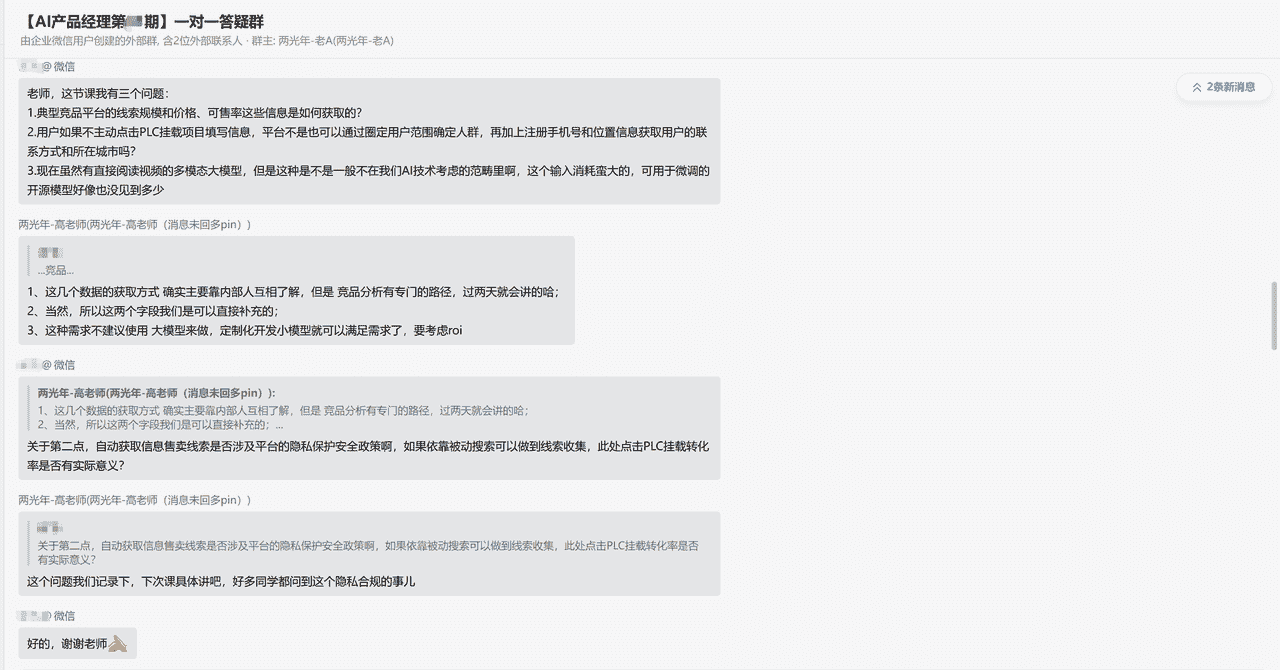 【AI产品经理第 期】一对一答疑群
由企业微信用户创建的外部群, 含2位外部联系人 · 群主: 两光年-老A(两光年-老A)
@ 微信
2条新消息
老师，这节课我有三个问题：
1.典型竞品平台的线索规模和价格、可售率这些信息是如何获取的？
2.用户如果不主动点击PLC挂载项目填写信息，平台不是也可以通过圈定用户范围确定人群，再加上注册手机号和位置信息获取用户的联
系方式和所在城市吗？
3.现在虽然有直接阅读视频的多模态大模型，但是这种是不是一般不在我们AI技术考虑的范畴里啊，这个输入消耗蛮大的，可用于微调的
开源模型好像也没见到多少
两光年-高老师(两光年-高老师（消息未回多pin）)
...竞品...
1、这几个数据的获取方式 确实主要靠内部人互相了解，但是 竞品分析有专门的路径，过两天就会讲的哈；
2、当然，所以这两个字段我们是可以直接补充的；
3、这种需求不建议使用 大模型来做，定制化开发小模型就可以满足需求了，要考虑roi
@ 微信
两光年-高老师(两光年-高老师（消息未回多pin）):
1、这几个数据的获取方式 确实主要靠内部人互相了解，但是 竞品分析有专门的路径，过两天就会讲的哈；
2、当然，所以这两个字段我们是可以直接补充的；...
关于第二点，自动获取信息售卖线索是否涉及平台的隐私保护安全政策啊，如果依靠被动搜索可以做到线索收集，此处点击PLC挂载转化
率是否有实际意义？
两光年-高老师(两光年-高老师（消息未回多pin）)
关于第二点，自动获取信息售卖线索是否涉及平台的隐私保护安全政策啊，如果依靠被动搜索可以做到线索收集，此处点击PLC挂载转化率是否
有实际意义？
这个问题我们记录下，下次课具体讲吧，好多同学都问到这个隐私合规的事儿
@ 微信
好的，谢谢老师